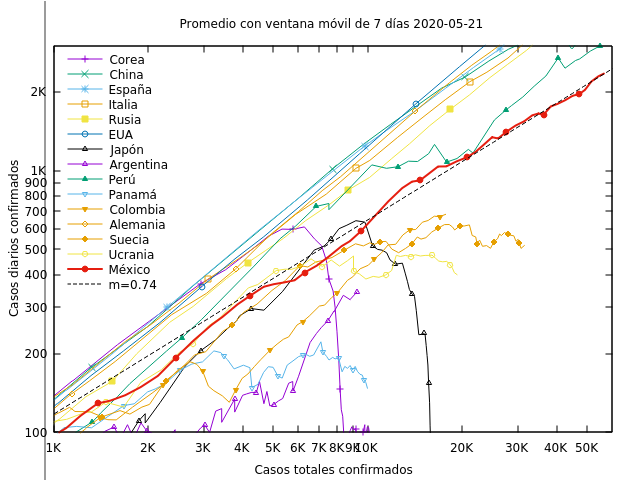 Promedio con ventana móvil de 7 días 2020-05-21
Corea
China
España
Italia
Rusia
EUA
Japón
Argentina
Perú
Panamá
Colombia
Alemania
Suecia
Ucrania
México
m=0.74
Casos diarios confirmados
2K
1K
900
800
700
600
500
400
300
200
100
1K 2K 3K 4K 5K 6K 7K 8K 9K 10K 20K 30K 40K 50K
Casos totales confirmados